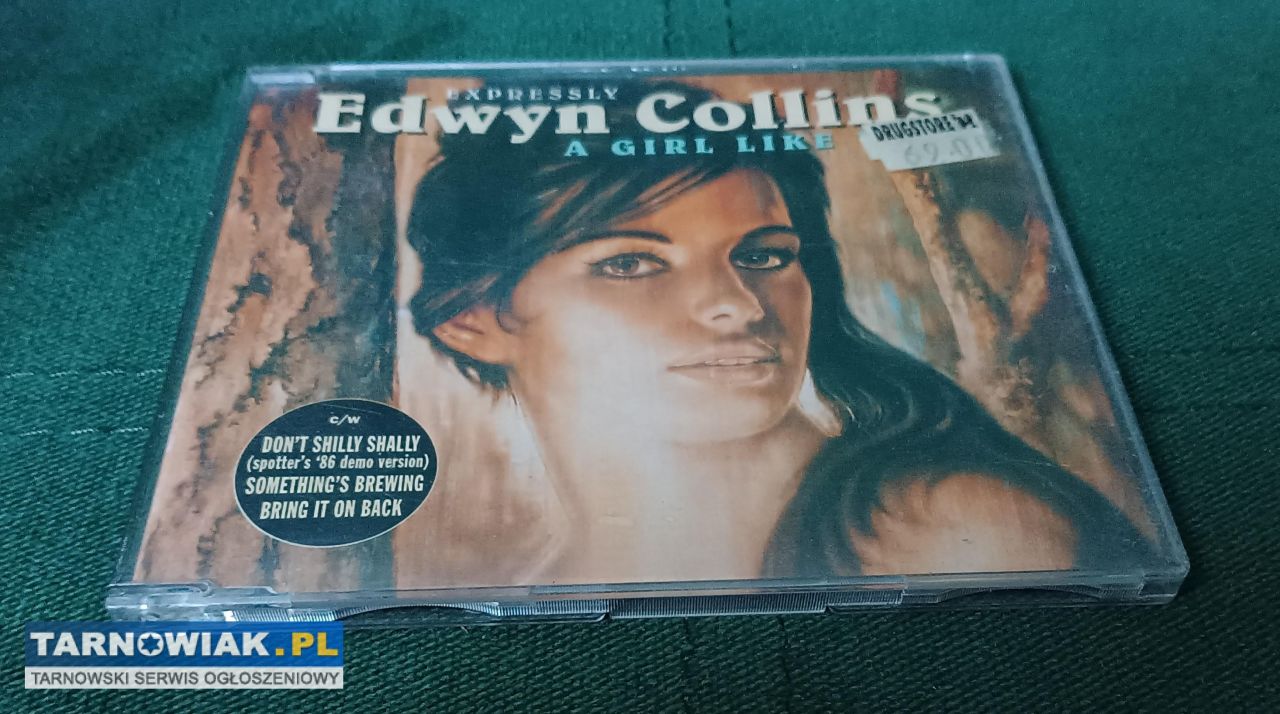 EXPRESSLY
Edwyn Collins
A GIRL LIKE
DRUGSTORE
c/w
DON'T SHILLY SHALLY
(spotter's '86 demo version)
SOMETHING'S BREWING
BRING IT ON BACK
TARNOWIAK.PL
TARNOWSKI SERWIS OGŁOSZENIOWY